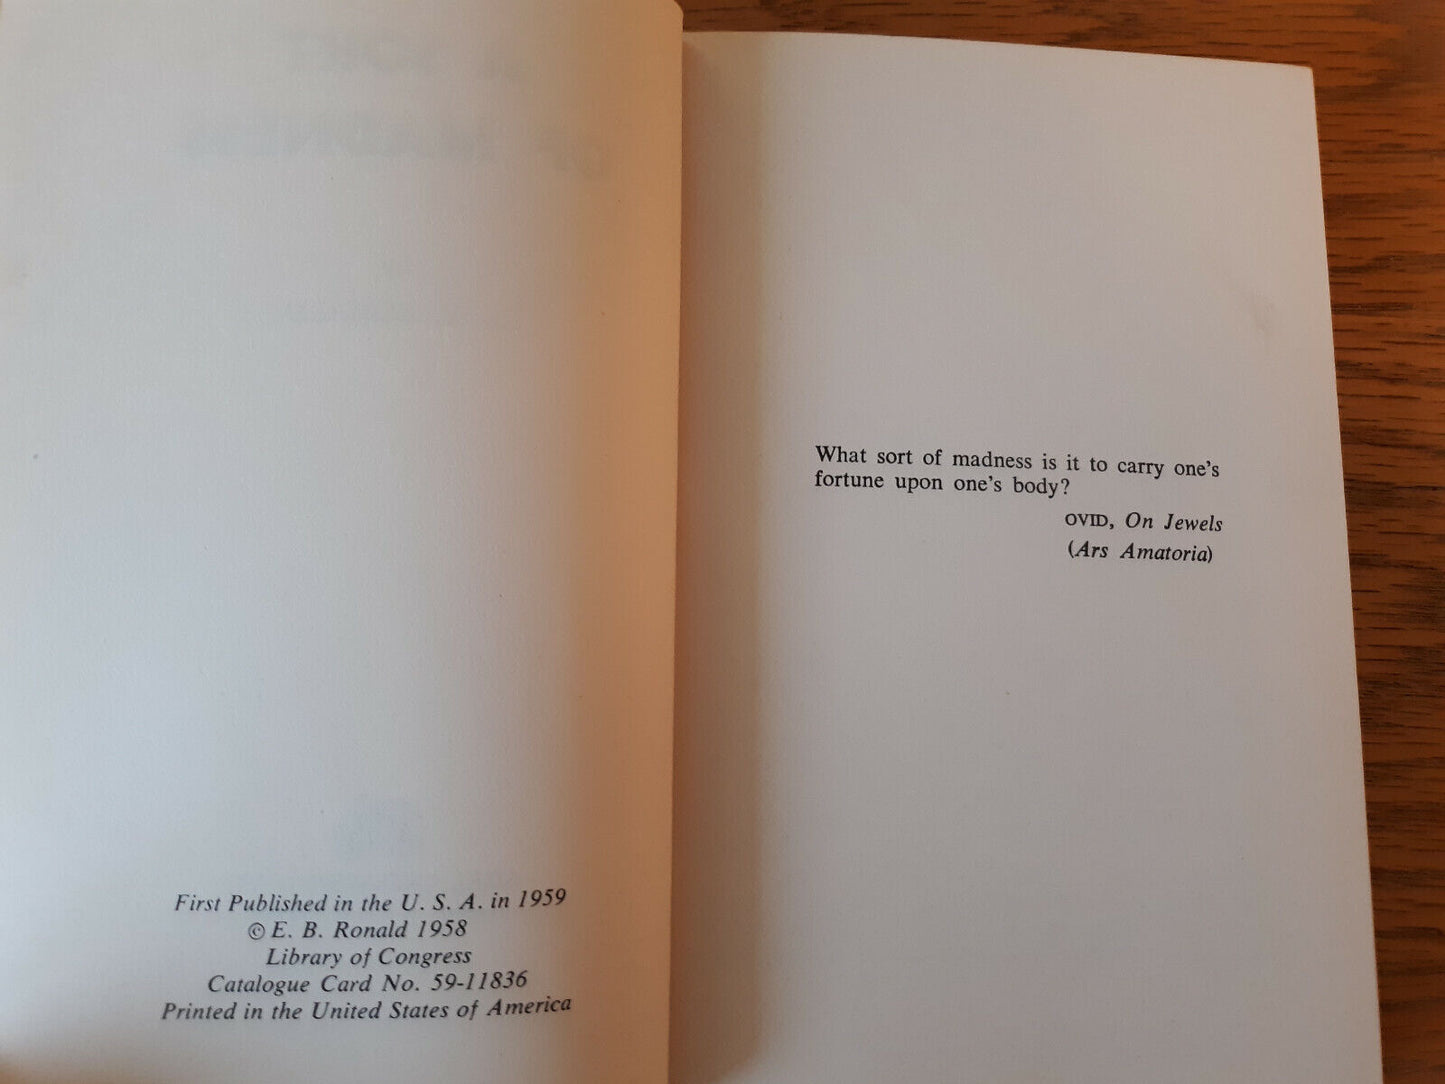 First Published in the U. S. A. in 1959
© E. B. Ronald 1958
Library of Congress
Catalogue Card No. 59-11836
Printed in the United States of America
What sort of madness is it to carry one's
fortune upon one's body?
OVID, On Jewels
(Ars Amatoria)